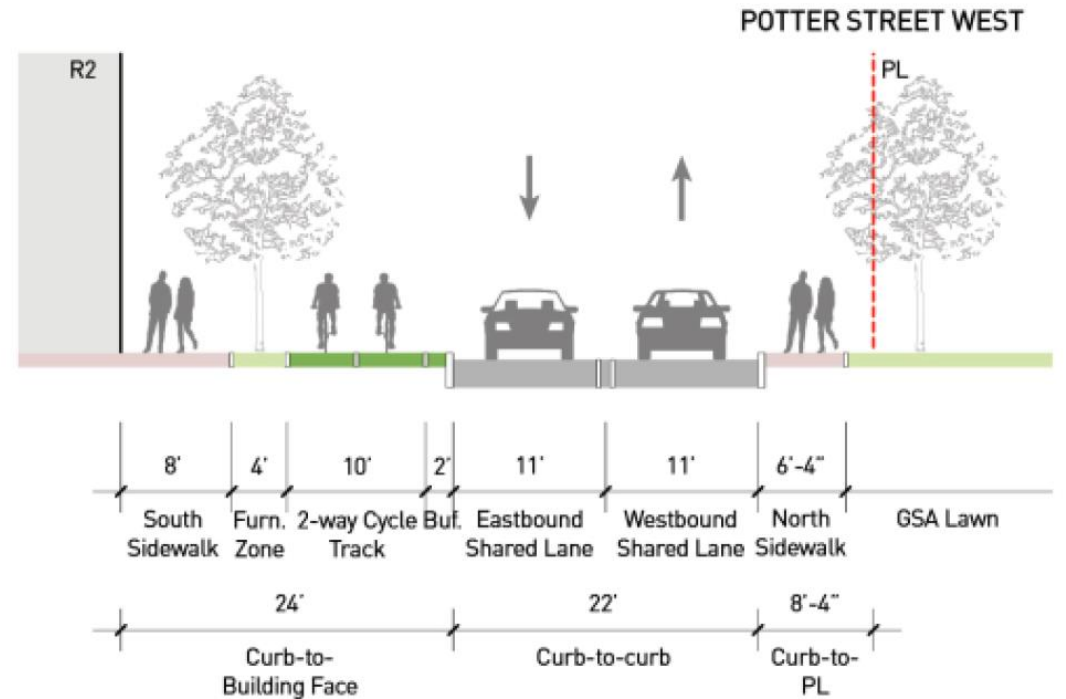 POTTER STREET WEST
R2
PL
8' 4' 10' 2' 11' 11' 6'-4"
South Sidewalk
Furn. Zone
2-way Cycle Track
Buf.
Eastbound Shared Lane
Westbound Shared Lane
North Sidewalk
GSA Lawn
24' 22' 8'-4"
Curb-to-
Building Face
Curb-to-curb
Curb-to-
PL